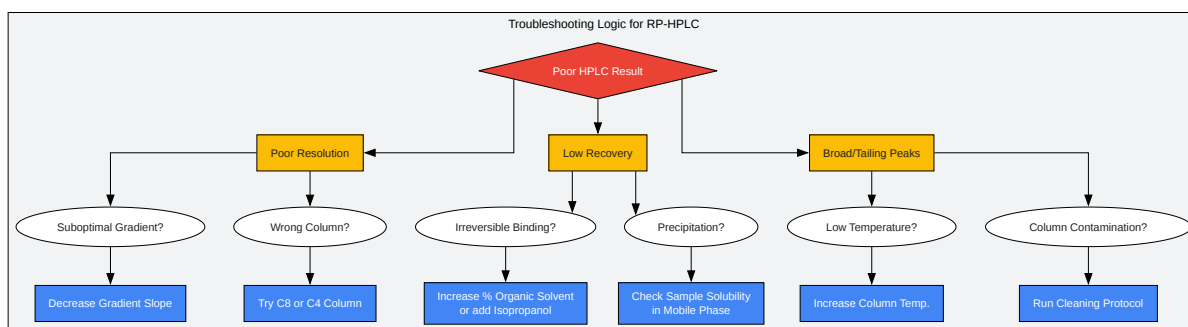 Troubleshooting Logic for RP-HPLC
Poor HPLC Result
Poor Resolution
Low Recovery
Broad/Tailing Peaks
Suboptimal Gradient?
Wrong Column?
Irreversible Binding?
Precipitation?
Low Temperature?
Column Contamination?
Decrease Gradient Slope
Try C8 or C4 Column
Increase % Organic Solvent
or add Isopropanol
Check Sample Solubility
in Mobile Phase
Increase Column Temp.
Run Cleaning Protocol